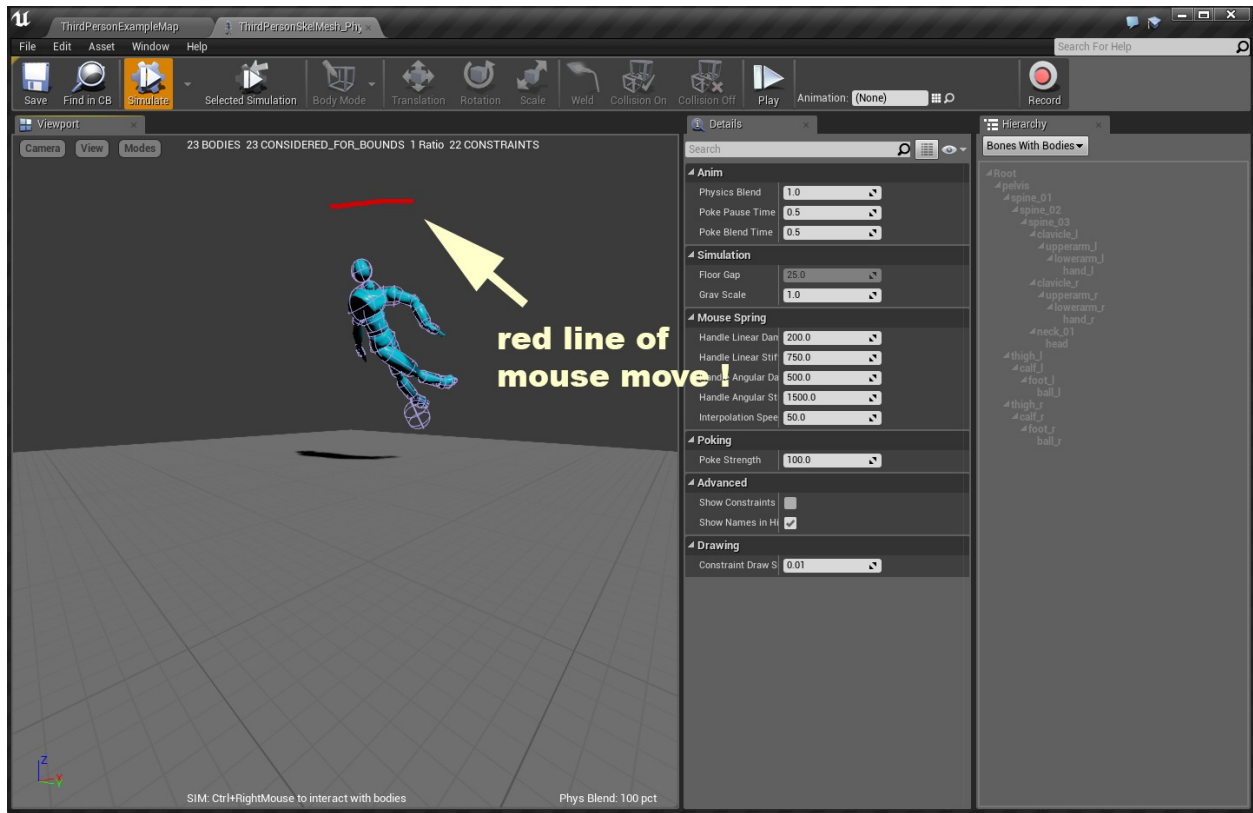 ThirdPersonExampleMap
ThirdPersonSkelMesh_Phy
File Edit Asset Window Help
Search For Help
Save
Find in CB
Simulate
Selected Simulation
Body Mode
Translation
Rotation
Scale
Weld
Collision On
Collision Off
Play
Animation: (None)
Record
Viewport
Camera View Modes
23 BODIES 23 CONSIDERED_FOR_BOUNDS 1 Ratio 22 CONSTRAINTS
red line of
mouse move !
Z
X
Y
SIM: Ctrl+RightMouse to interact with bodies
Phys Blend: 100 pct
Details
Search
Anim
Physics Blend 1.0
Poke Pause Time 0.5
Poke Blend Time 0.5
Simulation
Floor Gap 25.0
Grav Scale 1.0
Mouse Spring
Handle Linear Dam 200.0
Handle Linear Stif 750.0
Handle Angular Da 500.0
Handle Angular St 1500.0
Interpolation Spee 50.0
Poking
Poke Strength 100.0
Advanced
Show Constraints
Show Names in Hi
Drawing
Constraint Draw S 0.01
Hierarchy
Bones With Bodies
Root
pelvis
spine_01
spine_02
spine_03
clavicle_l
upperarm_l
lowerarm_l
hand_l
clavicle_r
upperarm_r
lowerarm_r
hand_r
neck_01
head
thigh_l
calf_l
foot_l
ball_l
thigh_r
calf_r
foot_r
ball_r